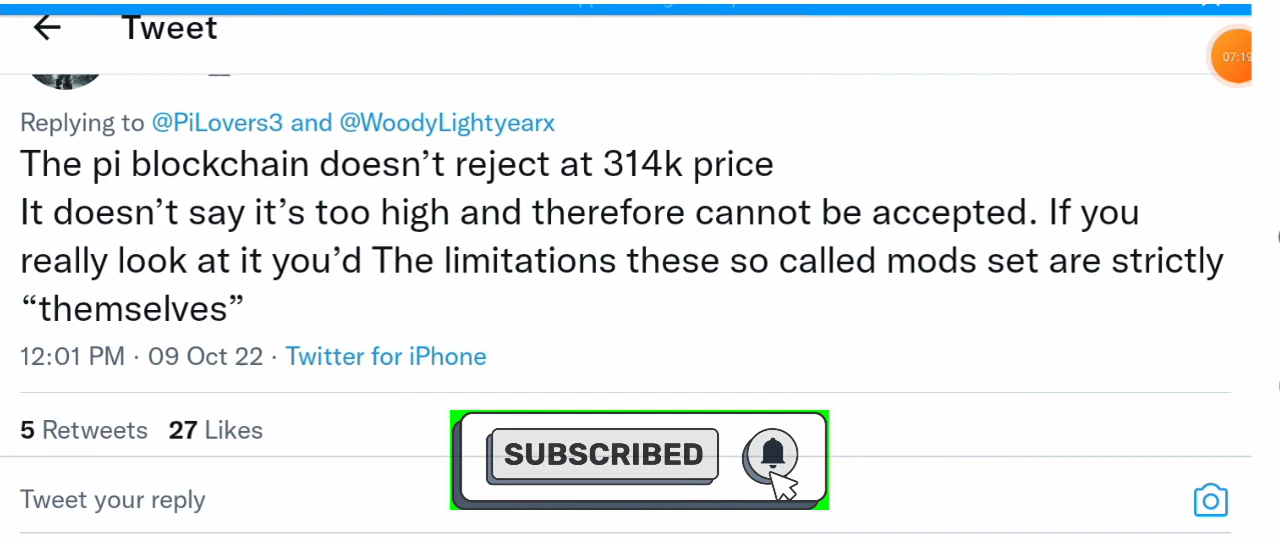 Tweet
07:19
Replying to @PiLovers3 and @WoodyLightyearx
The pi blockchain doesn’t reject at 314k price
It doesn’t say it’s too high and therefore cannot be accepted. If you
really look at it you’d The limitations these so called mods set are strictly
“themselves”
12:01 PM · 09 Oct 22 · Twitter for iPhone
5 Retweets 27 Likes
SUBSCRIBED
Tweet your reply